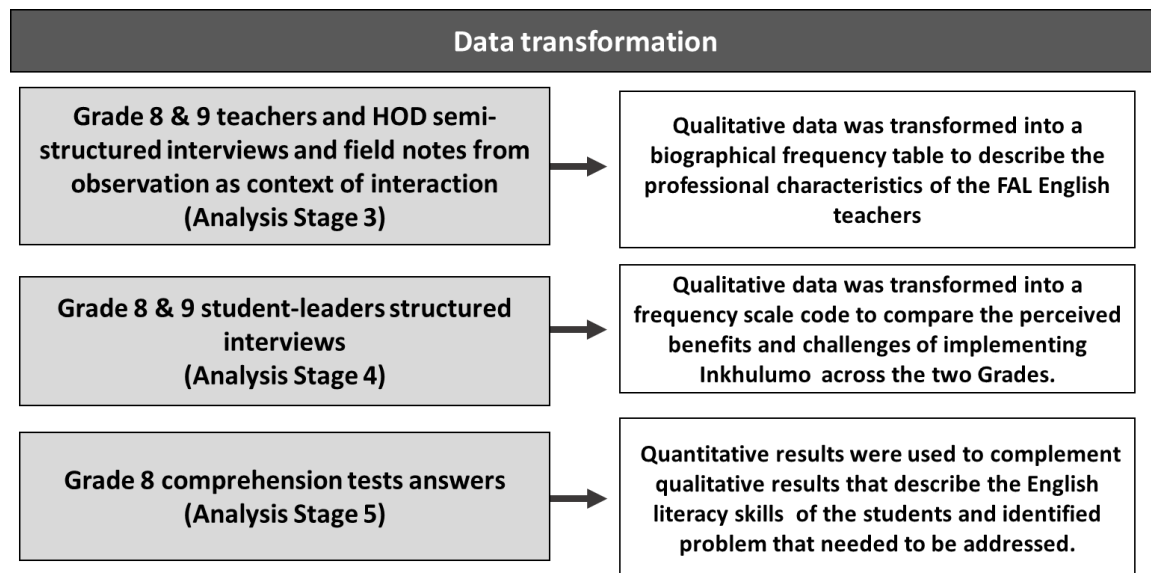 Data transformation
Grade 8 & 9 teachers and HOD semi-
structured interviews and field notes from
observation as context of interaction
(Analysis Stage 3)
Qualitative data was transformed into a
biographical frequency table to describe the
professional characteristics of the FAL English
teachers
Grade 8 & 9 student-leaders structured
interviews
(Analysis Stage 4)
Qualitative data was transformed into a
frequency scale code to compare the perceived
benefits and challenges of implementing
Inkhulumo across the two Grades.
Grade 8 comprehension tests answers
(Analysis Stage 5)
Quantitative results were used to complement
qualitative results that describe the English
literacy skills of the students and identified
problem that needed to be addressed.